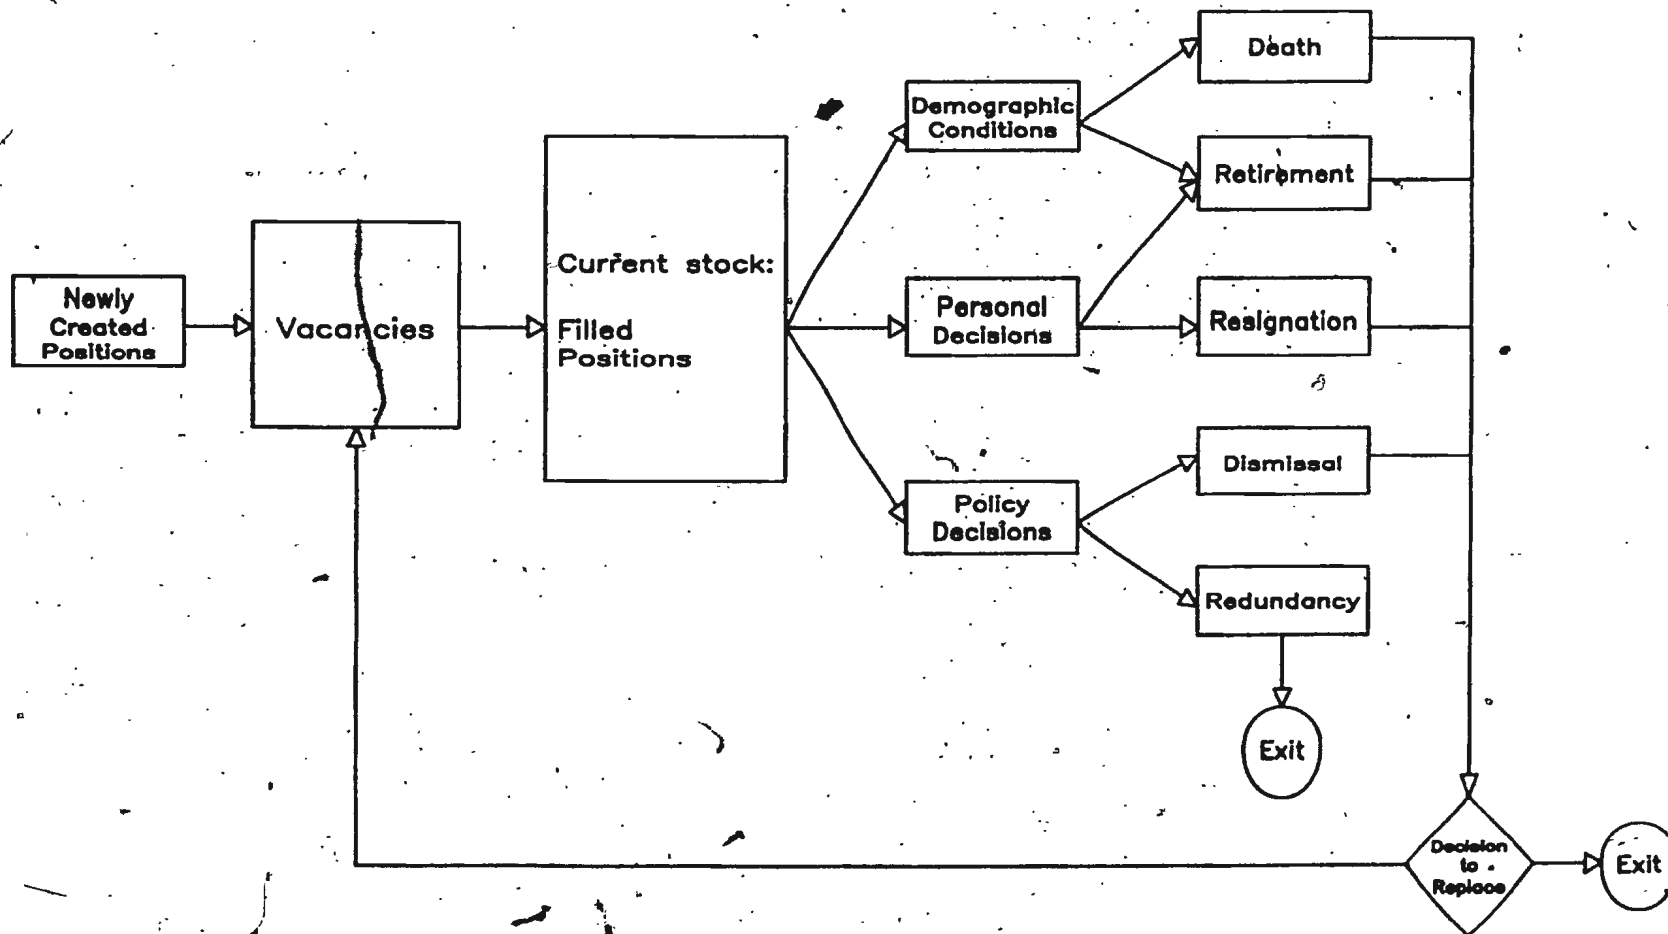 Newly
Created
Positions
Vacancies
Current stock:
Filled
Positions
Demographic
Conditions
Personal
Decisions
Policy
Decisions
Death
Retirement
Resignation
Dismissal
Redundancy
Exit
Decision
to
Replace
Exit